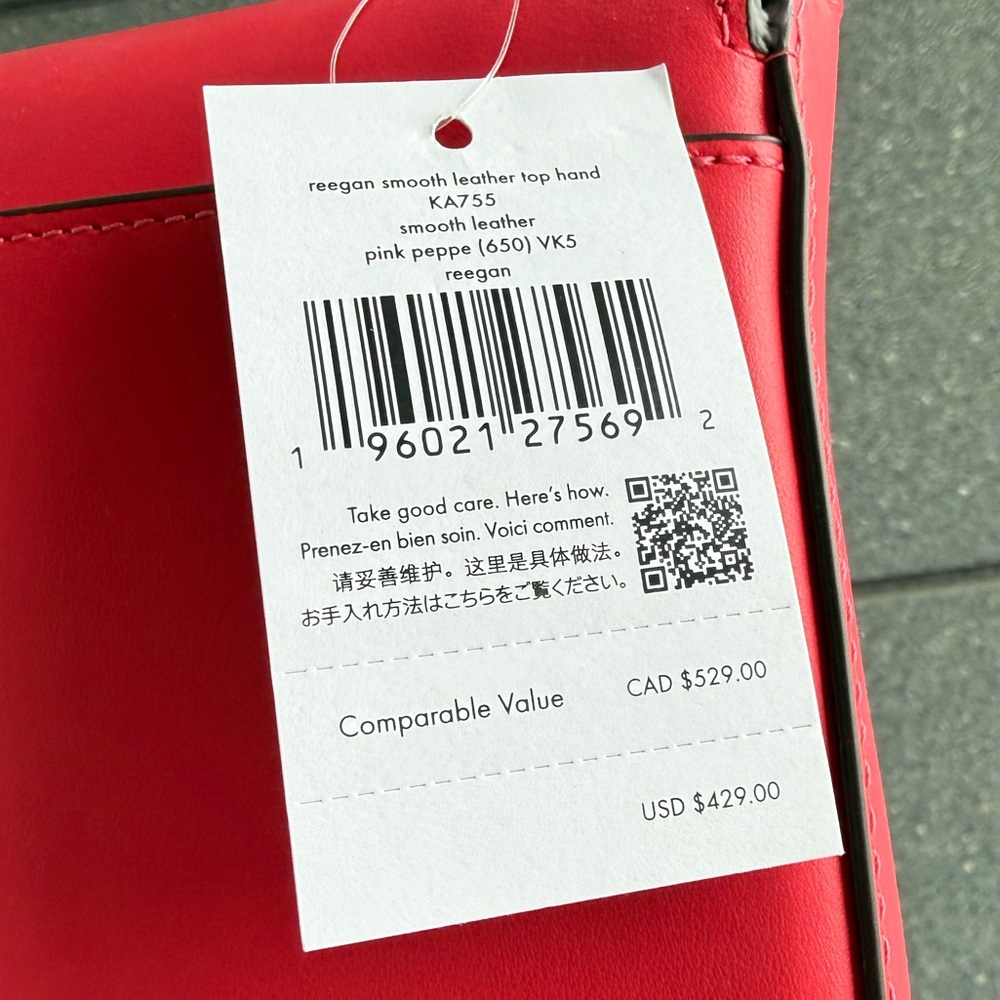 reegan smooth leather top hand
KA755
smooth leather
pink peppe (650) VK5
reegan
1 96021 27569 2
Take good care. Here's how.
Prenez-en bien soin. Voici comment.
请妥善维护。这里是具体做法。
お手入れ方法はこちらをご覧ください。
Comparable Value CAD $529.00
USD $429.00